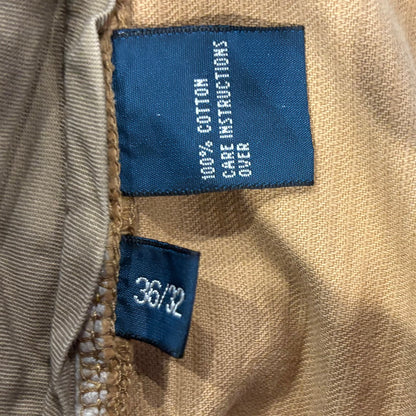 100% COTTON
CARE INSTRUCTIONS
OVER
36/32